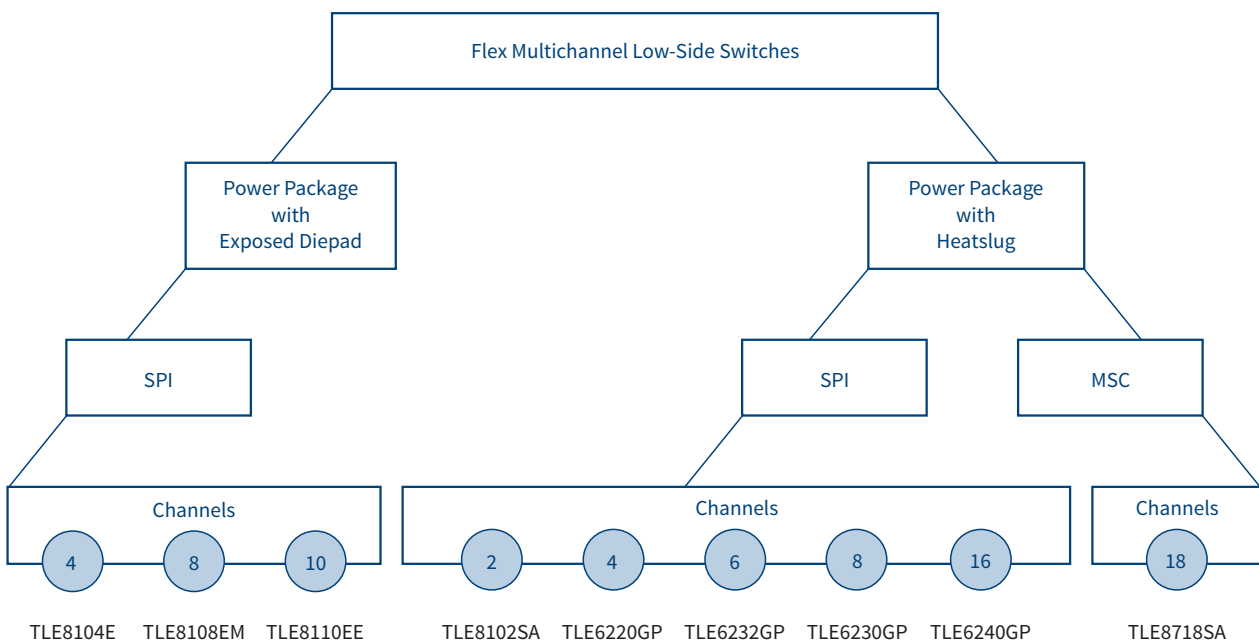 Flex Multichannel Low-Side Switches
Power Package
with
Exposed Diepad
Power Package
with
Heatslug
SPI
SPI
MSC
Channels
4 8 10
Channels
2 4 6 8 16
Channels
18
TLE8104E TLE8108EM TLE8110EE TLE8102SA TLE6220GP TLE6232GP TLE6230GP TLE6240GP TLE8718SA